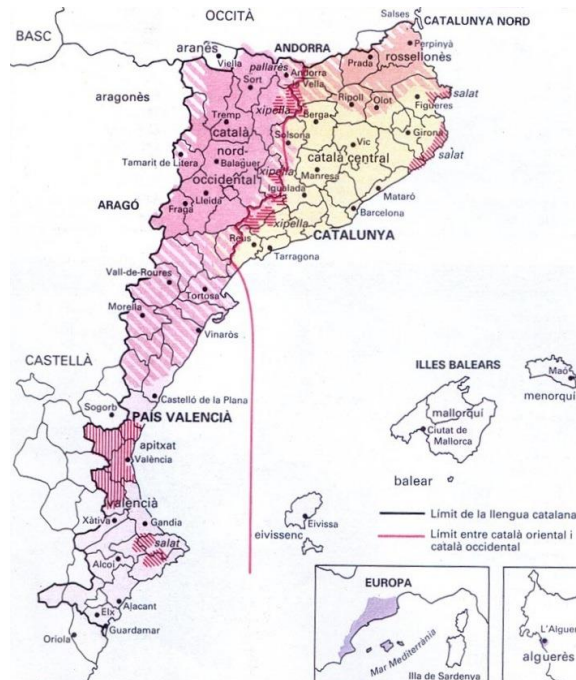 OCCITÀ
Salses
CATALUNYA NORD
BASC
aranès
ANDORRA
Perpinyà
Viella
pallarès
Andorra
Vella
Prada
rossellonès
Sort
aragonès
xipella
Ripoll
Olot
Figueres
salat
Tremp
Berga
català
Solsona
Vic
Girona
nord-
català central
salat
Tamarit de Litera
Balaguer
xipella
Manresa
occidental
Igualada
Mataró
ARAGÓ
Lleida
Fraga
Barcelona
xipella
Reus
CATALUNYA
Tarragona
Vall-de-Roures
Tortosa
Morella
Vinaròs
CASTELLÀ
ILLES BALEARS
Maó
menorquí
Castelló de la Plana
mallorquí
Sogorb
PAÍS VALENCIÀ
Ciutat de
Mallorca
apitxat
València
balear
valencià
Xàtiva
Gandia
Eivissa
eivissenc
Límit de la llengua catalana
Límit entre català oriental i
català occidental
salat
Alcoi
Alacant
Elx
Guardamar
Oriola
EUROPA
Mar Mediterrània
Illa de Sardenya
L'Algue
alguerès